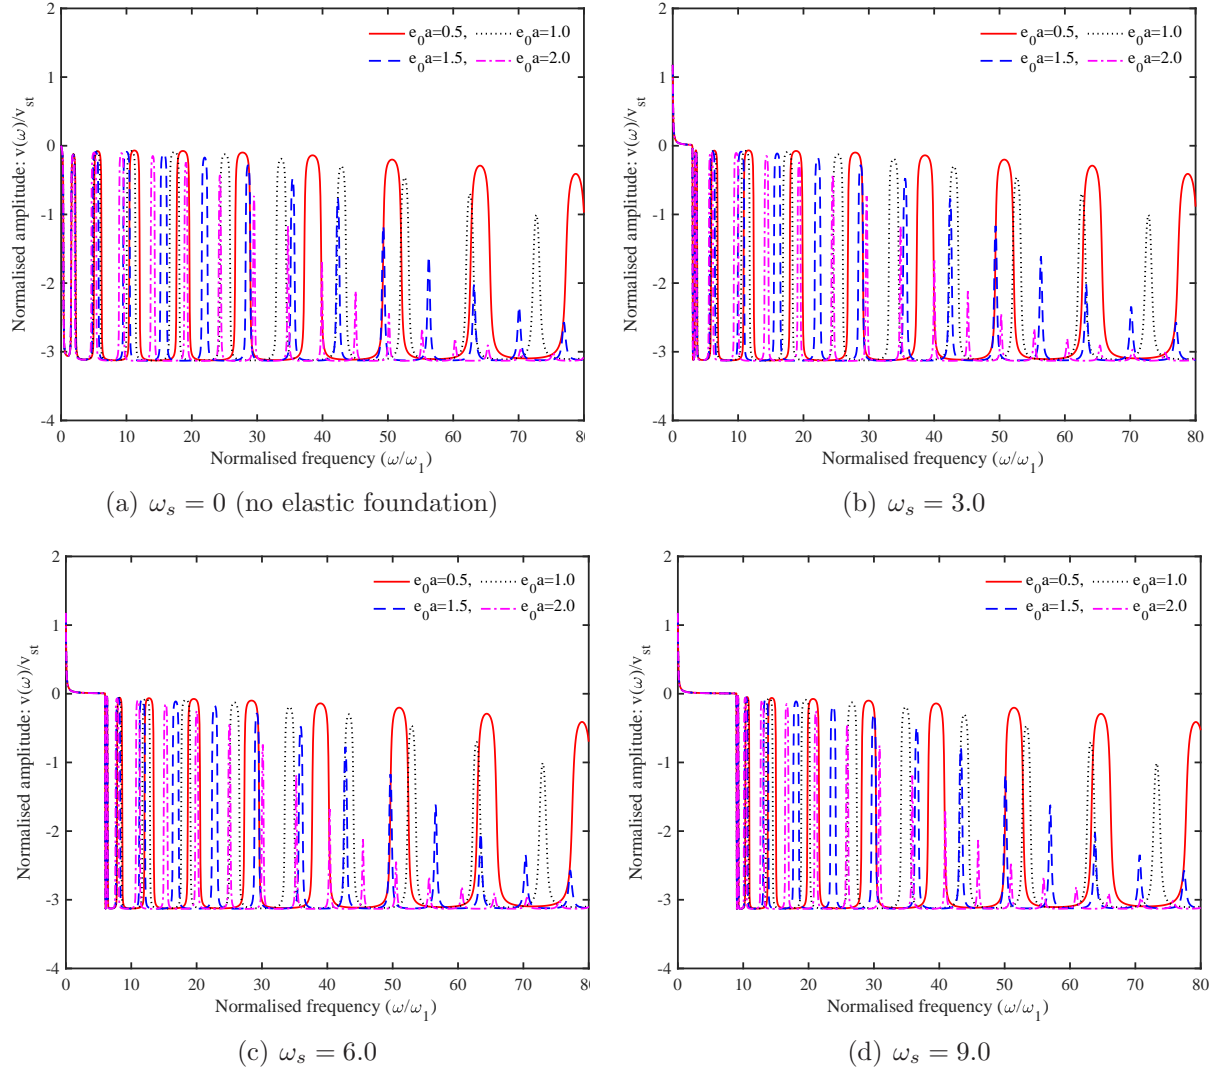 2
1
0
-1
-2
-3
-4
0 10 20 30 40 50 60 70 80
Normalised amplitude: v(ω)/v_st
Normalised frequency (ω/ω_1)
e_0a=0.5, e_0a=1.0
e_0a=1.5, e_0a=2.0
(a) ω_s = 0 (no elastic foundation)
2
1
0
-1
-2
-3
-4
0 10 20 30 40 50 60 70 80
Normalised amplitude: v(ω)/v_st
Normalised frequency (ω/ω_1)
e_0a=0.5, e_0a=1.0
e_0a=1.5, e_0a=2.0
(b) ω_s = 3.0
2
1
0
-1
-2
-3
-4
0 10 20 30 40 50 60 70 80
Normalised amplitude: v(ω)/v_st
Normalised frequency (ω/ω_1)
e_0a=0.5, e_0a=1.0
e_0a=1.5, e_0a=2.0
(c) ω_s = 6.0
2
1
0
-1
-2
-3
-4
0 10 20 30 40 50 60 70 80
Normalised amplitude: v(ω)/v_st
Normalised frequency (ω/ω_1)
e_0a=0.5, e_0a=1.0
e_0a=1.5, e_0a=2.0
(d) ω_s = 9.0